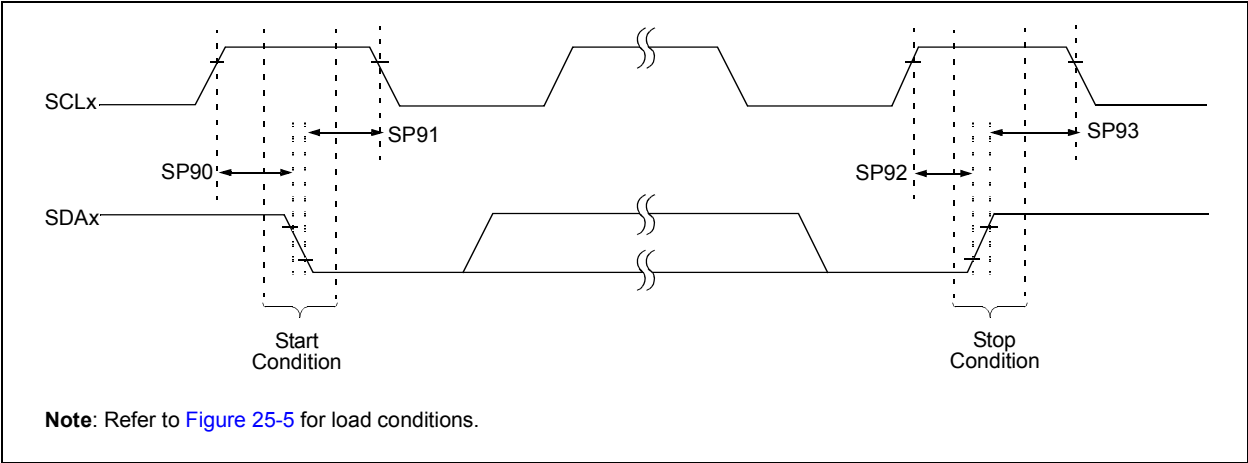 SCLx
SP91
SP93
SP90
SP92
SDAx
Start
Condition
Stop
Condition
Note: Refer to Figure 25-5 for load conditions.